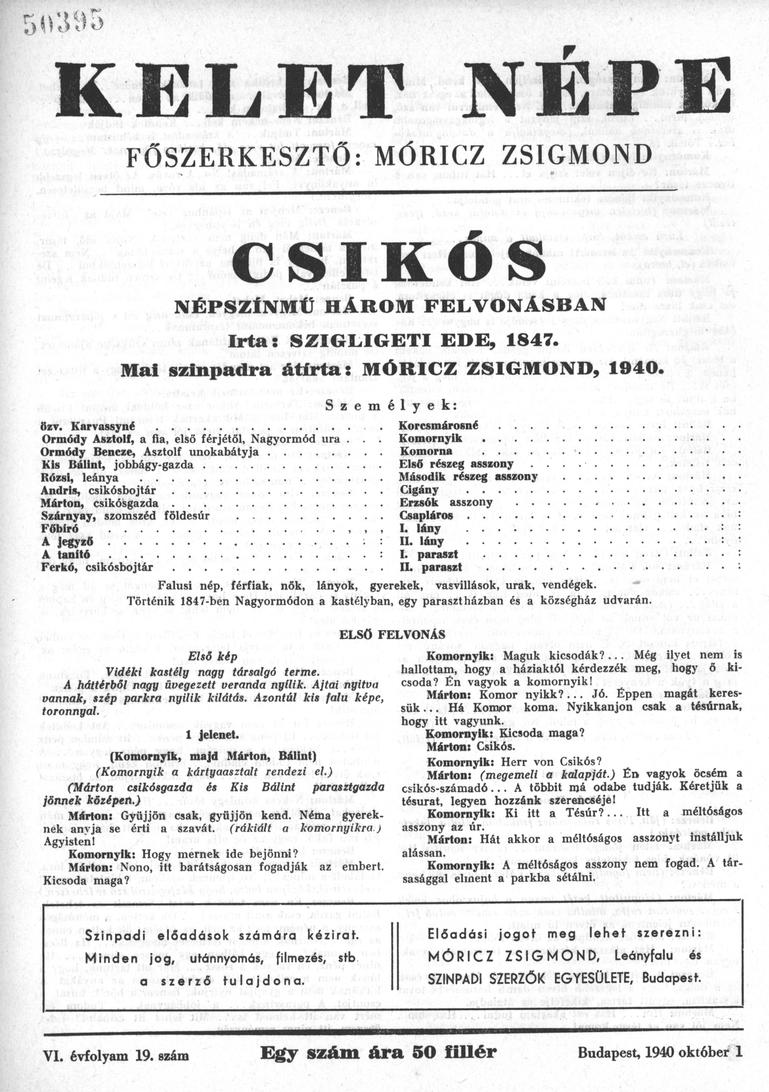 50395
KELET NÉPE
FŐSZERKESZTŐ: MÓRICZ ZSIGMOND
CSIKÓS
NÉPSZÍNMŰ HÁROM FELVONÁSBAN
Irta: SZIGLIGETI EDE, 1847.
Mai szinpadra átírta: MÓRICZ ZSIGMOND, 1940.
Személyek:
özv. Karvassyné
Ormódy Asztolf, a fia, első férjétől, Nagyormód ura
Ormódy Bencze, Asztolf unokabátyja
Kis Bálint, jobbágy-gazda
Rózsi, leánya
Andris, csikósbojtár
Márton, csikósgazda
Szárnyay, szomszéd földesúr
Főbíró
A jegyző
A tanító
Ferkó, csikósbojtár
Korcsmárosné
Komornyik
Komorna
Első részeg asszony
Második részeg asszony
Cigány
Erzsók asszony
Csapláros
I. lány
II. lány
I. paraszt
II. paraszt
Falusi nép, férfiak, nők, lányok, gyerekek, vasvillások, urak, vendégek.
Történik 1847-ben Nagyormódon a kastélyban, egy parasztházban és a községház udvarán.
ELSŐ FELVONÁS
Első kép
Vidéki kastély nagy társalgó terme.
A háttérből nagy üvegezett veranda nyílik. Ajtai nyitva
vannak, szép parkra nyilik kilátás. Azontúl kis falu képe,
toronnyal.
1 jelenet.
(Komornyik, majd Márton, Bálint)
(Komornyik a kártyaasztalt rendezi el.)
(Márton csikósgazda és Kis Bálint parasztgazda
jönnek középen.)
Márton: Gyüjjön csak, gyüjjön kend. Néma gyerek-
nek anyja se érti a szavát. (rákiált a komornyikra.)
Agyisten!
Komornyik: Hogy mernek ide bejönni?
Márton: Nono, itt barátságosan fogadják az embert.
Kicsoda maga?
Komornyik: Maguk kicsodák?... Még ilyet nem is
hallottam, hogy a háziaktól kérdezzék meg, hogy ő ki-
csoda? Én vagyok a komornyik!
Márton: Komor nyikk?... Jó. Éppen magát keres-
sük... Há Komor koma. Nyikkanjon csak a tésúrnak,
hogy itt vagyunk.
Komornyik: Kicsoda maga?
Márton: Csikós.
Komornyik: Herr von Csikós?
Márton: (megemeli a kalapját.) Én vagyok öcsém a
csikós-számadó... A többit má odabe tudják. Kéretjük a
tésurat, legyen hozzánk szerencséje!
Komornyik: Ki itt a Tésúr?... Itt a méltóságos
asszony az úr.
Márton: Hát akkor a méltóságos asszonyt instálljuk
alássan.
Komornyik: A méltóságos asszony nem fogad. A tár-
sasággal elment a parkba sétálni.
Szinpadi előadások számára kézirat.
Minden jog, utánnyomás, filmezés, stb
a szerző tulajdona.
Előadási jogot meg lehet szerezni:
MÓRICZ ZSIGMOND, Leányfalu és
SZINPADI SZERZŐK EGYESÜLETE, Budapest.
VI. évfolyam 19. szám
Egy szám ára 50 fillér
Budapest, 1940 október 1